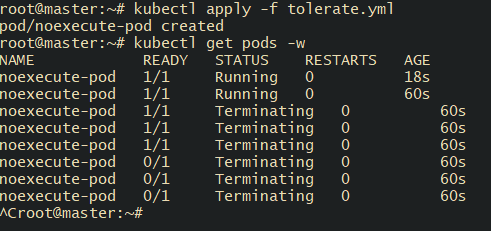 root@master:~# kubectl apply -f tolerate.yml
pod/noexecute-pod created
root@master:~# kubectl get pods -w
NAME            READY   STATUS    RESTARTS   AGE
noexecute-pod   1/1     Running   0          18s
noexecute-pod   1/1     Running   0          60s
noexecute-pod   1/1     Terminating   0          60s
noexecute-pod   1/1     Terminating   0          60s
noexecute-pod   1/1     Terminating   0          60s
noexecute-pod   0/1     Terminating   0          60s
noexecute-pod   0/1     Terminating   0          60s
noexecute-pod   0/1     Terminating   0          60s
^Croot@master:~#